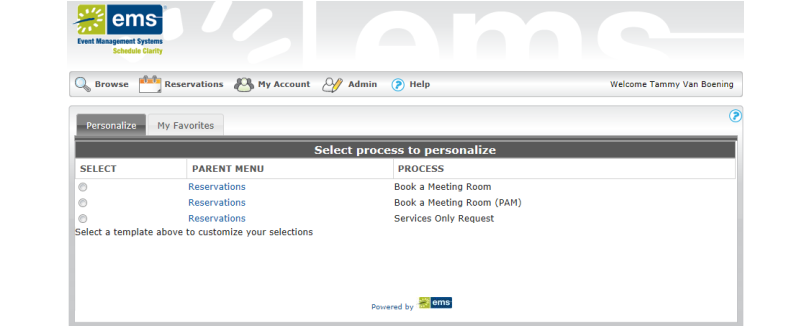 ems
Event Management Systems
Schedule Clarity
ems
Browse Reservations My Account Admin ? Help Welcome Tammy Van Boening
?
Personalize My Favorites
Select process to personalize
SELECT PARENT MENU PROCESS
Reservations Book a Meeting Room
Reservations Book a Meeting Room (PAM)
Reservations Services Only Request
Select a template above to customize your selections
Powered by ems